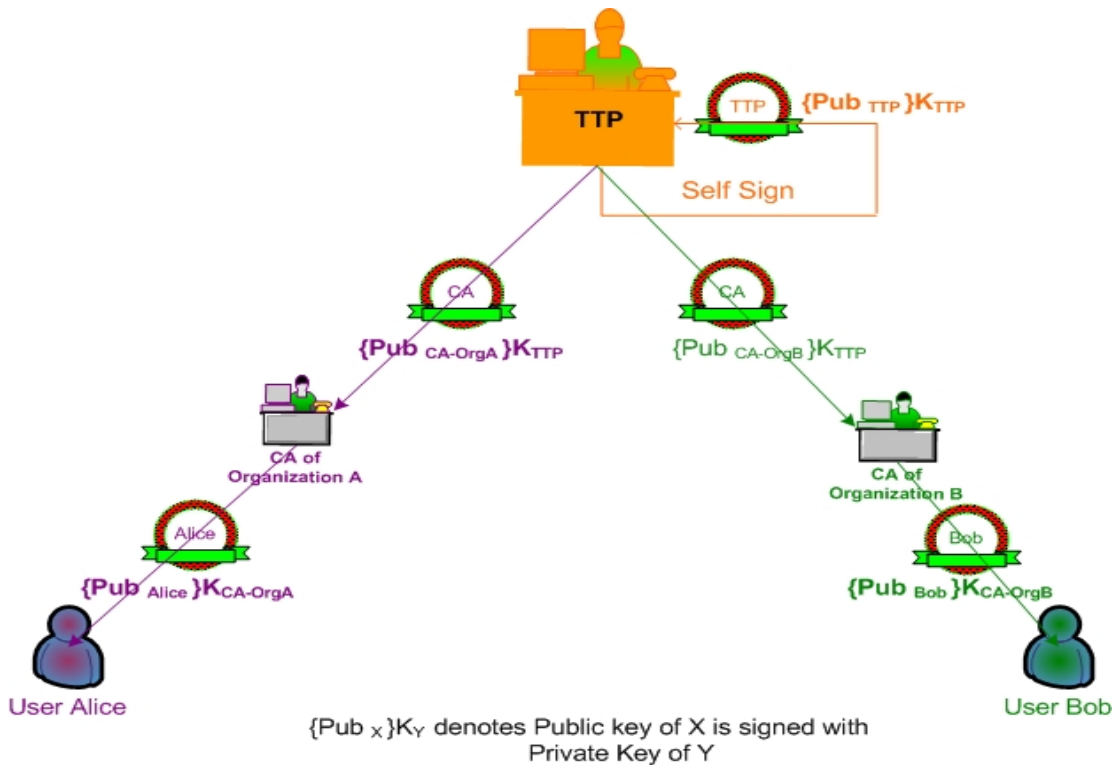 TTP
TTP
{Pub TTP }KTTP
Self Sign
CA
CA
{Pub CA-OrgA }KTTP
{Pub CA-OrgB }KTTP
CA of
Organization A
CA of
Organization B
Alice
Bob
{Pub Alice }KCA-OrgA
{Pub Bob }KCA-OrgB
User Alice
User Bob
{Pub X }KY denotes Public key of X is signed with
Private Key of Y